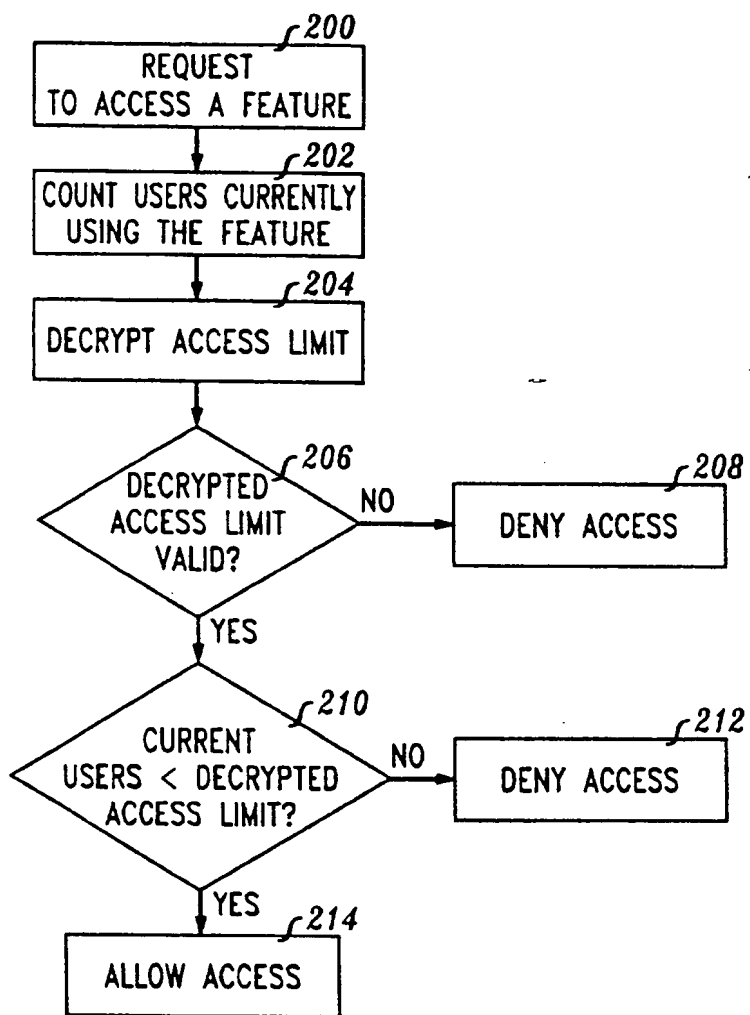 200
REQUEST
TO ACCESS A FEATURE
202
COUNT USERS CURRENTLY
USING THE FEATURE
204
DECRYPT ACCESS LIMIT
206
DECRYPTED
ACCESS LIMIT
VALID?
NO
208
DENY ACCESS
YES
210
CURRENT
USERS < DECRYPTED
ACCESS LIMIT?
NO
212
DENY ACCESS
YES
214
ALLOW ACCESS